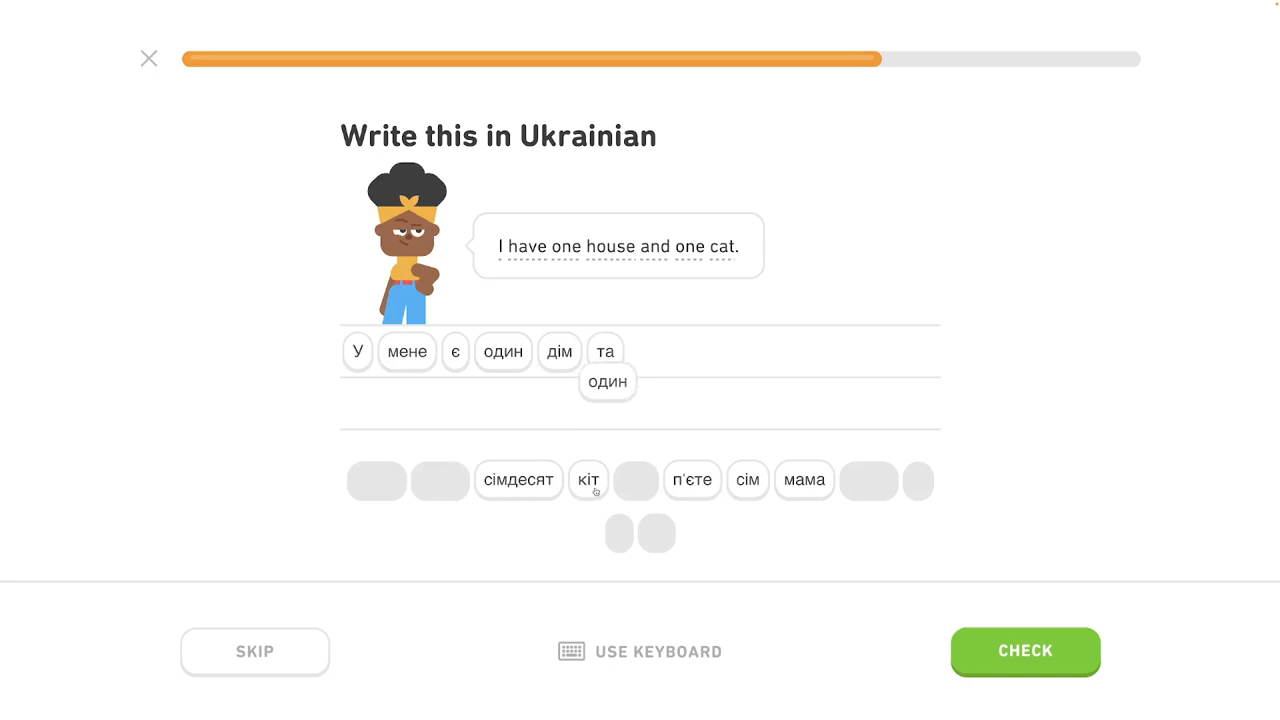 Write this in Ukrainian
I have one house and one cat.
У мене є один дім та
один
сімдесят кіт п'єте сім мама
SKIP USE KEYBOARD CHECK